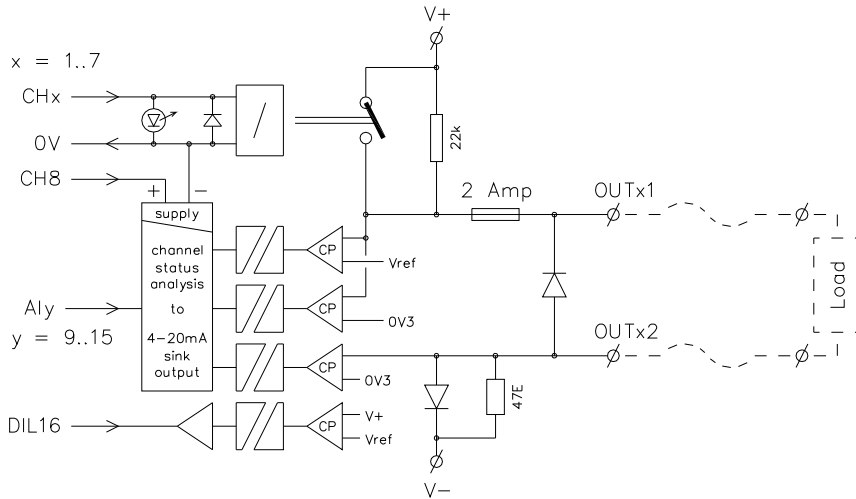 V+
x = 1..7
CHx
0V
CH8
+ −
22k
2 Amp
OUTx1
supply
channel
status
analysis
to
4−20mA
sink
output
CP
Vref
AIy
y = 9..15
CP
0V3
Load
OUTx2
CP
0V3
47E
DIL16
CP
V+
Vref
V−